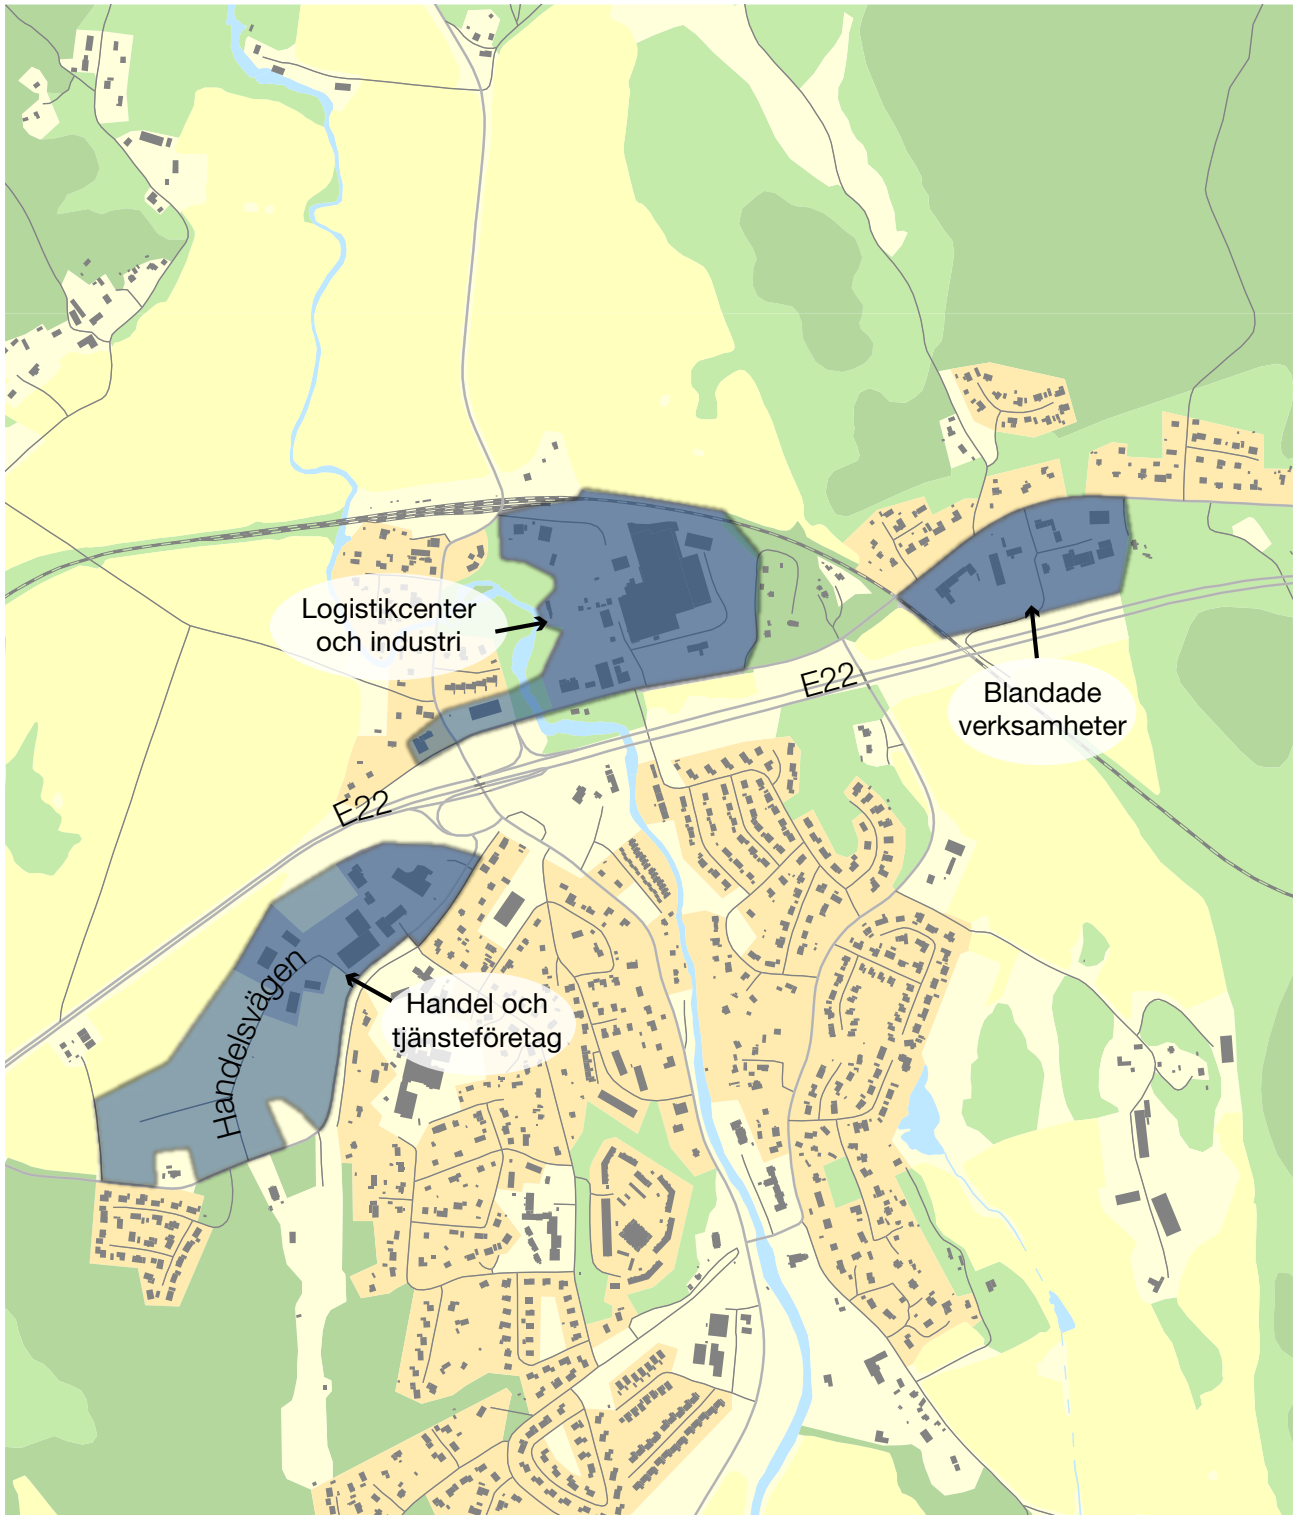 Logistikcenter
och industri
E22
Blandade
verksamheter
E22
Handelsvägen
Handel och
tjänsteföretag